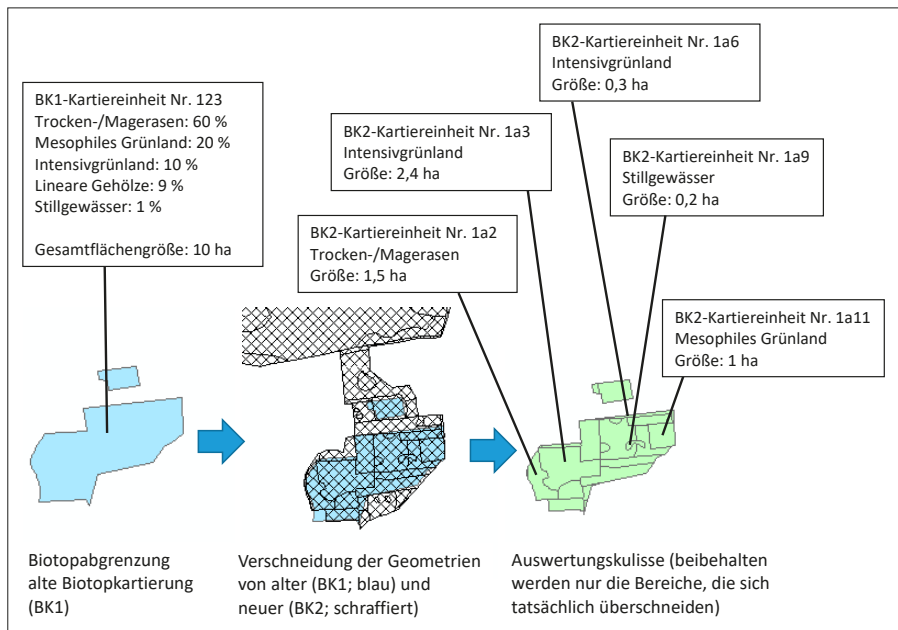 BK1-Kartiereinheit Nr. 123
Trocken-/Magerasen: 60 %
Mesophiles Grünland: 20 %
Intensivgrünland: 10 %
Lineare Gehölze: 9 %
Stillgewässer: 1 %
Gesamtflächengröße: 10 ha
BK2-Kartiereinheit Nr. 1a2
Trocken-/Magerasen
Größe: 1,5 ha
BK2-Kartiereinheit Nr. 1a3
Intensivgrünland
Größe: 2,4 ha
BK2-Kartiereinheit Nr. 1a6
Intensivgrünland
Größe: 0,3 ha
BK2-Kartiereinheit Nr. 1a9
Stillgewässer
Größe: 0,2 ha
BK2-Kartiereinheit Nr. 1a11
Mesophiles Grünland
Größe: 1 ha
Biotopabgrenzung
alte Biotopkartierung
(BK1)
Verschneidung der Geometrien
von alter (BK1; blau) und
neuer (BK2; schraffiert)
Auswertungskulisse (beibehalten
werden nur die Bereiche, die sich
tatsächlich überschneiden)